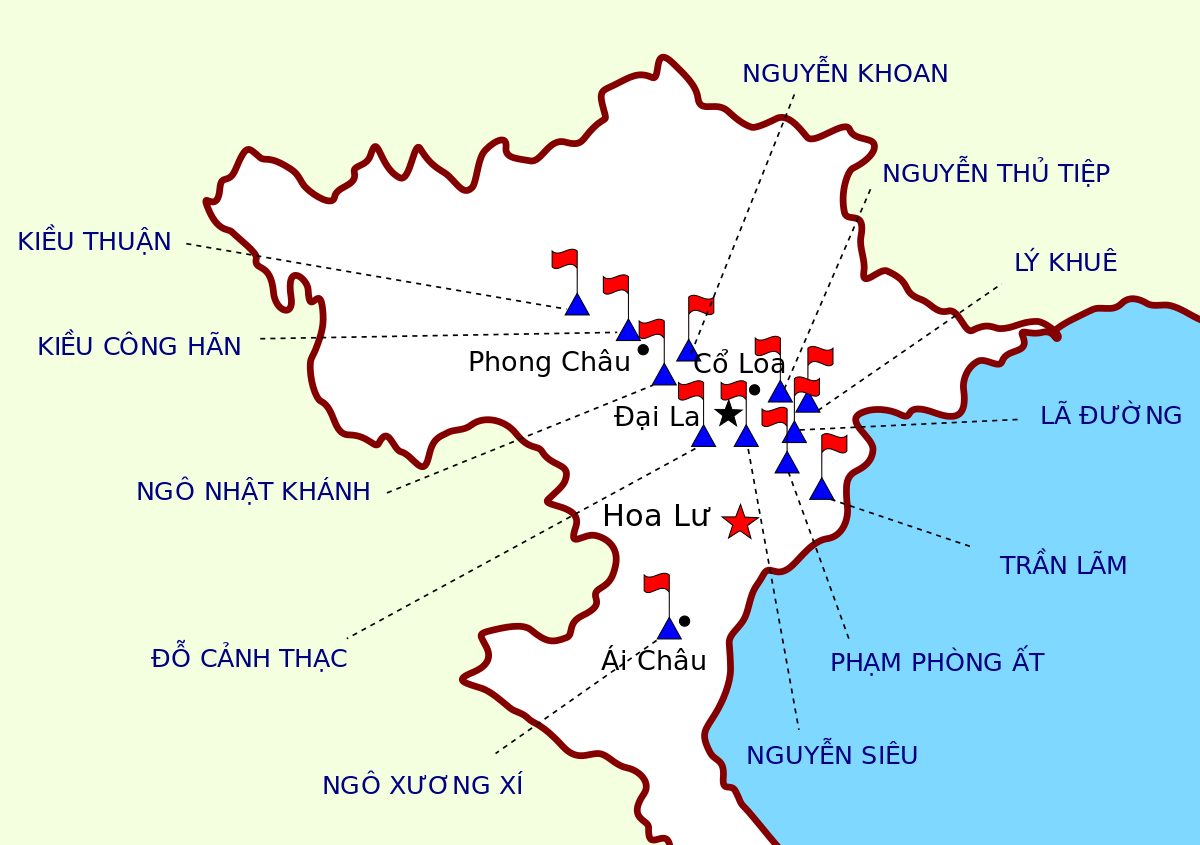 NGUYỄN KHOAN
NGUYỄN THỦ TIỆP
KIỀU THUẬN
LÝ KHUÊ
KIỀU CÔNG HÃN
Phong Châu
Cổ Loa
Đại La
LÃ ĐƯỜNG
NGÔ NHẬT KHÁNH
Hoa Lư
TRẦN LÃM
ĐỖ CẢNH THẠC
Ái Châu
PHẠM PHÒNG ẤT
NGUYỄN SIÊU
NGÔ XƯƠNG XÍ